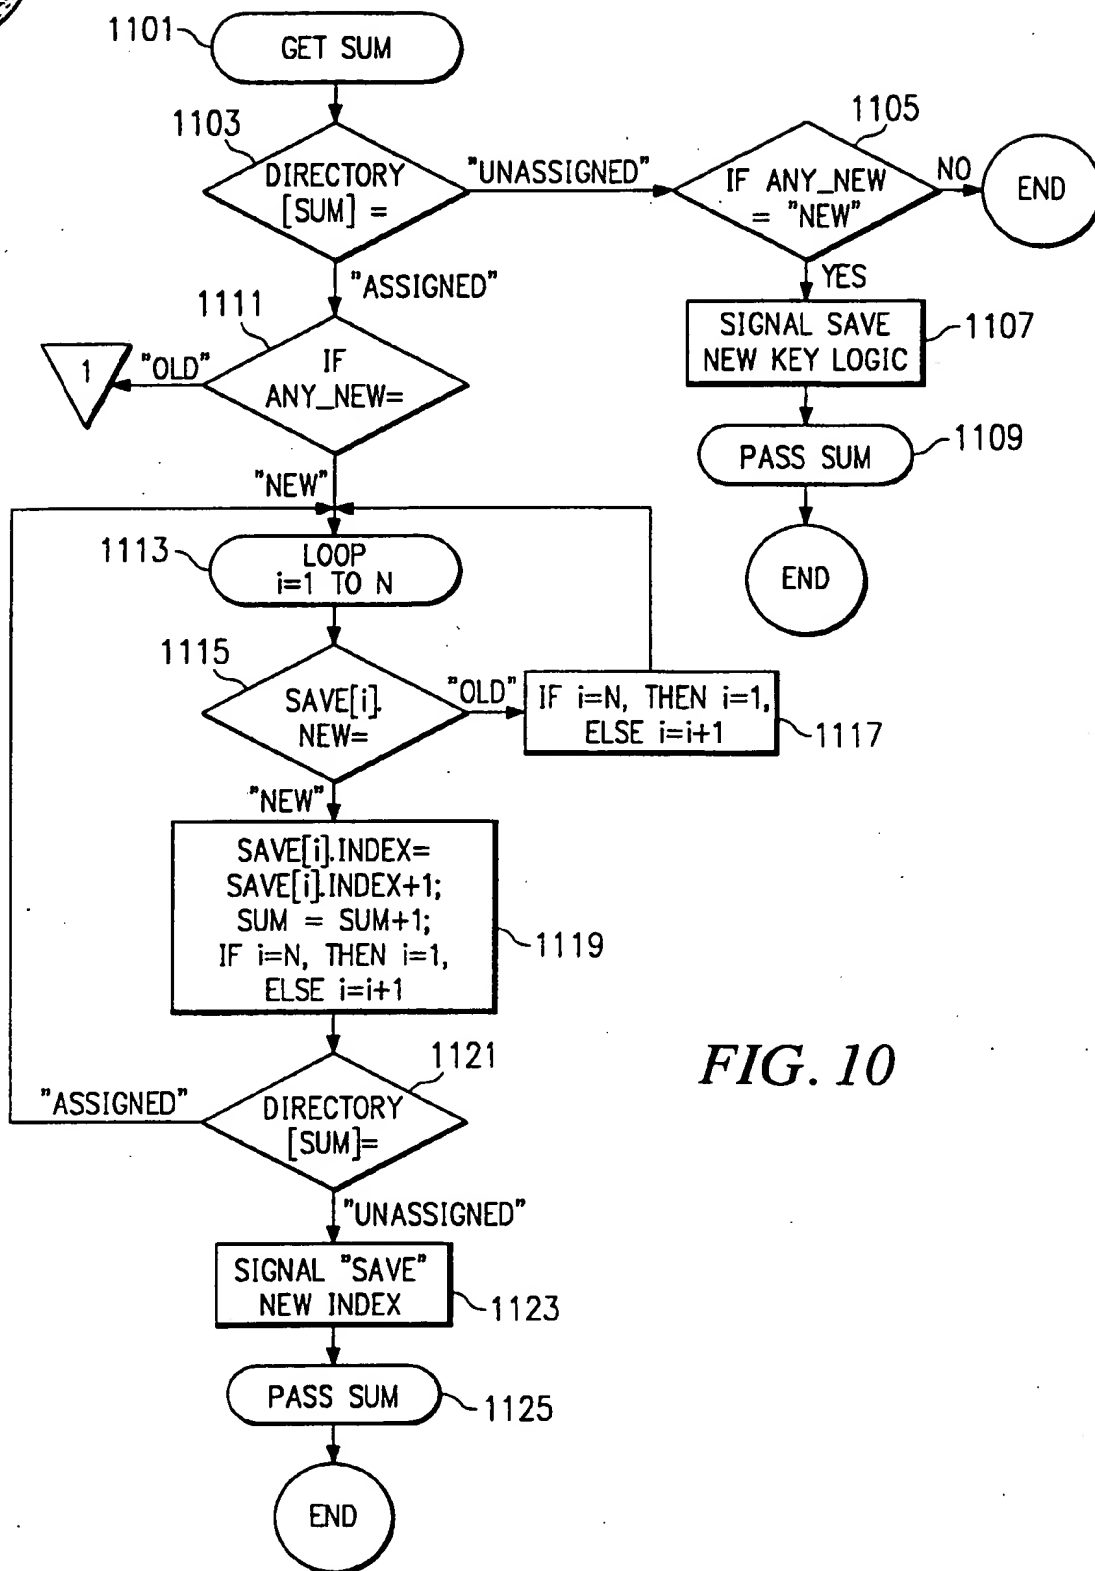 1101
GET SUM
1103
DIRECTORY
[SUM] =
"UNASSIGNED"
1105
IF ANY_NEW
= "NEW"
NO
END
YES
SIGNAL SAVE
NEW KEY LOGIC
1107
PASS SUM
1109
END
"ASSIGNED"
1111
IF
ANY_NEW=
"OLD"
1
"NEW"
1113
LOOP
i=1 TO N
1115
SAVE[i].
NEW=
"OLD"
IF i=N, THEN i=1,
ELSE i=i+1
1117
"NEW"
SAVE[i].INDEX=
SAVE[i].INDEX+1;
SUM = SUM+1;
IF i=N, THEN i=1,
ELSE i=i+1
1119
1121
DIRECTORY
[SUM]=
"ASSIGNED"
"UNASSIGNED"
SIGNAL "SAVE"
NEW INDEX
1123
PASS SUM
1125
END
FIG. 10